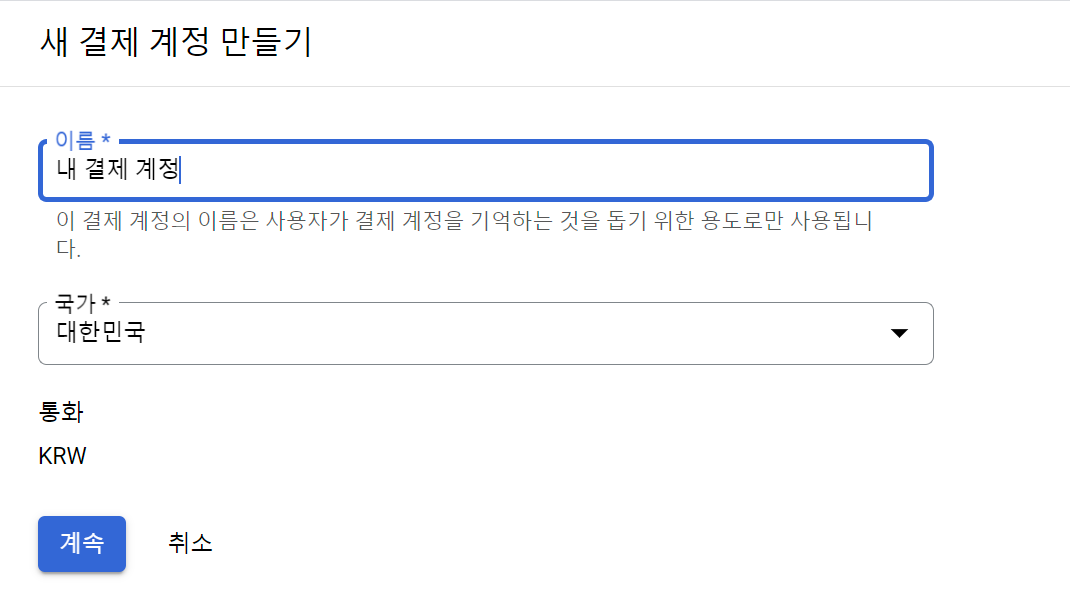 새 결제 계정 만들기
이름 *
내 결제 계정
이 결제 계정의 이름은 사용자가 결제 계정을 기억하는 것을 돕기 위한 용도로만 사용됩니
다.
국가 *
대한민국
통화
KRW
계속 취소